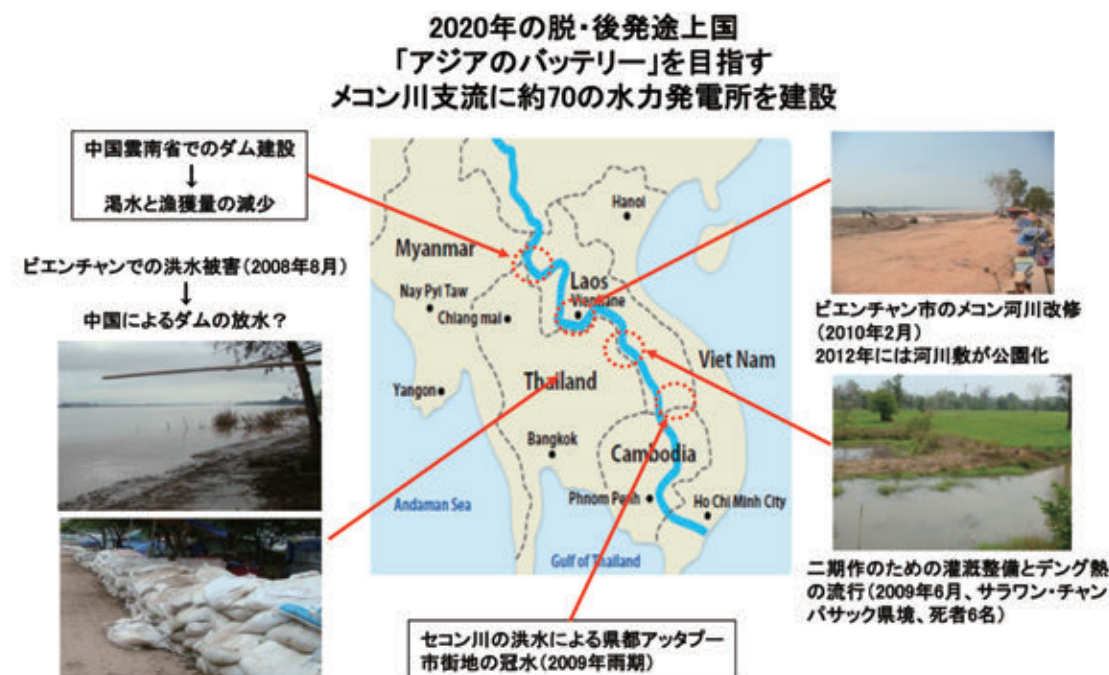 2020年の脱・後発途上国
「アジアのバッテリー」を目指す
メコン川支流に約70の水力発電所を建設
中国雲南省でのダム建設
↓
渇水と漁獲量の減少
ビエンチャンでの洪水被害(2008年8月)
↓
中国によるダムの放水?
Hanoi
Myanmar
Laos
Nay Pyi Taw
Vientiane
Chiang mai
Viet Nam
Thailand
Yangon
Bangkok
Cambodia
Phnom Penh
Ho Chi Minh City
Andaman Sea
Gulf of Thailand
ビエンチャン市のメコン河川改修
(2010年2月)
2012年には河川敷が公園化
二期作のための灌漑整備とデング熱
の流行(2009年6月、サラワン・チャン
パサック県境、死者6名)
セコン川の洪水による県都アッタプー
市街地の冠水(2009年雨期)